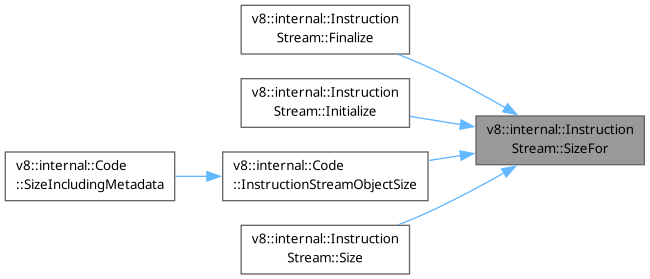 v8::internal::Instruction
Stream::Finalize
v8::internal::Instruction
Stream::Initialize
v8::internal::Instruction
Stream::SizeFor
v8::internal::Code
::SizeIncludingMetadata
v8::internal::Code
::InstructionStreamObjectSize
v8::internal::Instruction
Stream::Size